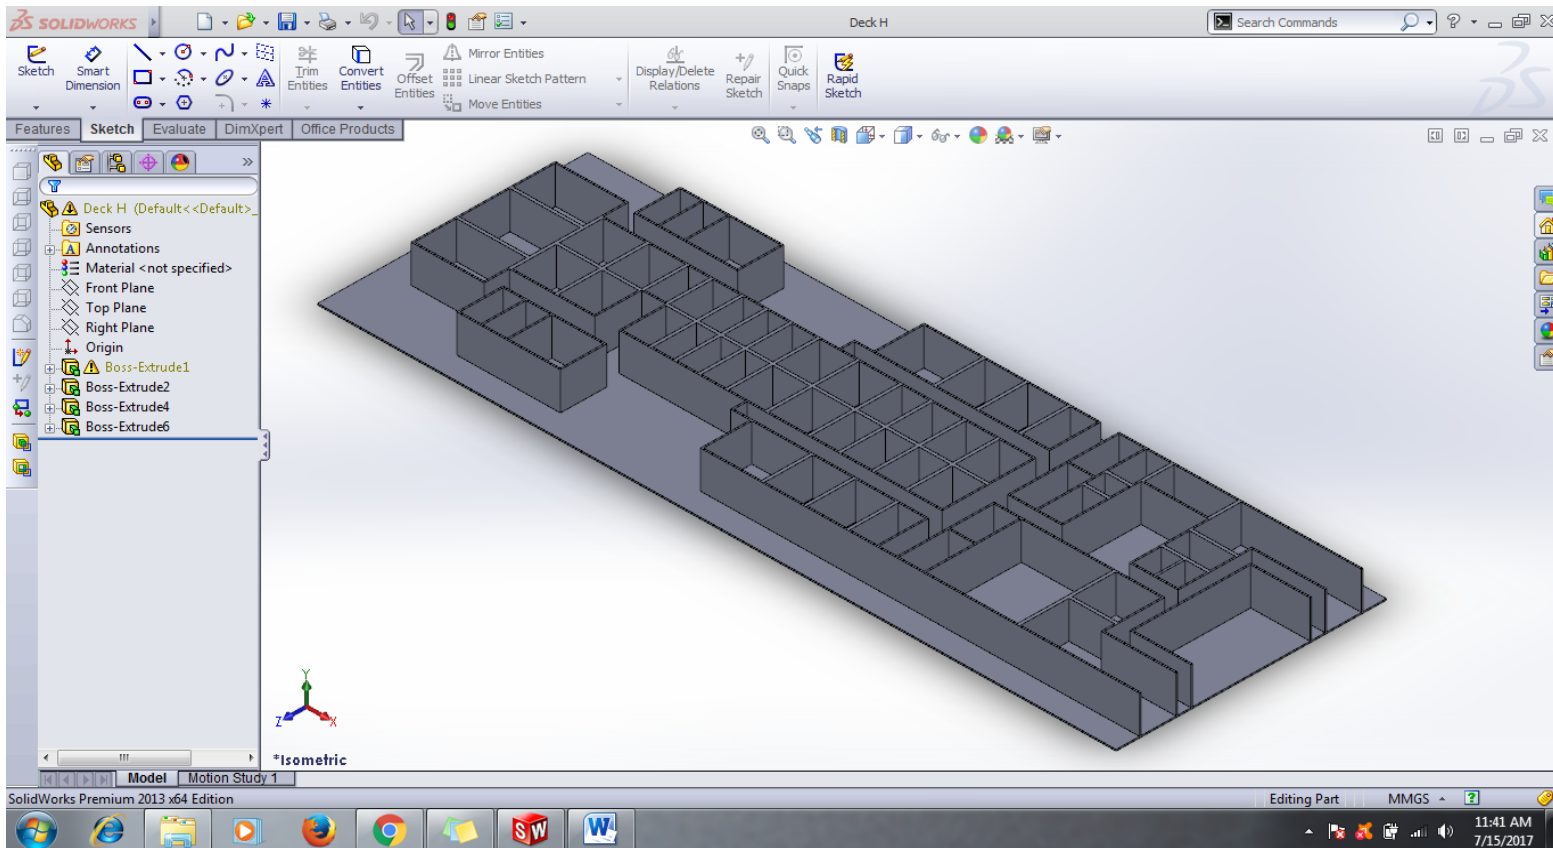 SOLIDWORKS
Deck H
Search Commands
Sketch
Smart Dimension
Trim Entities
Convert Entities
Offset Entities
Mirror Entities
Linear Sketch Pattern
Move Entities
Display/Delete Relations
Repair Sketch
Quick Snaps
Rapid Sketch
Features
Sketch
Evaluate
DimXpert
Office Products
Deck H (Default<<Default>_
Sensors
Annotations
Material <not specified>
Front Plane
Top Plane
Right Plane
Origin
Boss-Extrude1
Boss-Extrude2
Boss-Extrude4
Boss-Extrude6
Y
Z
X
*Isometric
Model
Motion Study 1
SolidWorks Premium 2013 x64 Edition
Editing Part
MMGS
SW
W
11:41 AM
7/15/2017